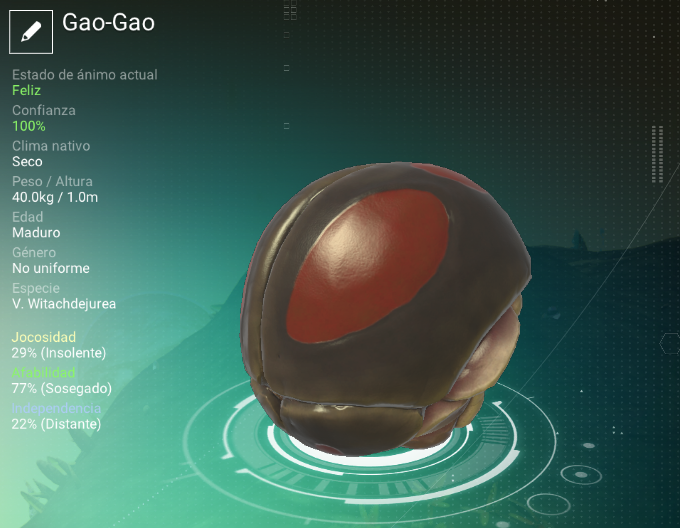 Gao-Gao
Estado de ánimo actual
Feliz
Confianza
100%
Clima nativo
Seco
Peso / Altura
40.0kg / 1.0m
Edad
Maduro
Género
No uniforme
Especie
V. Witachdejurea
Jocosidad
29% (Insolente)
Afabilidad
77% (Sosegado)
Independencia
22% (Distante)